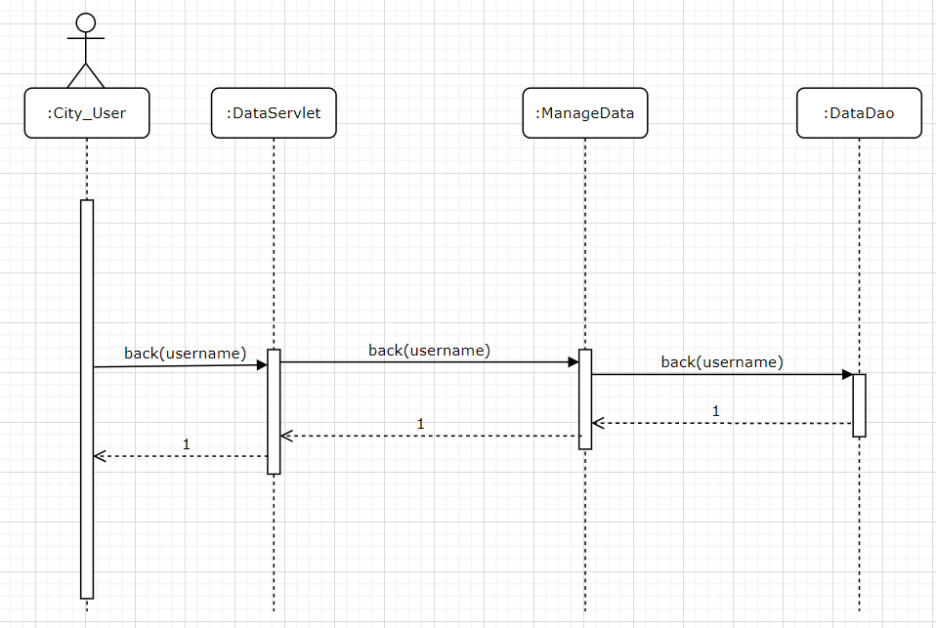 :City_User
:DataServlet
:ManageData
:DataDao
back(username)
back(username)
back(username)
1
1
1